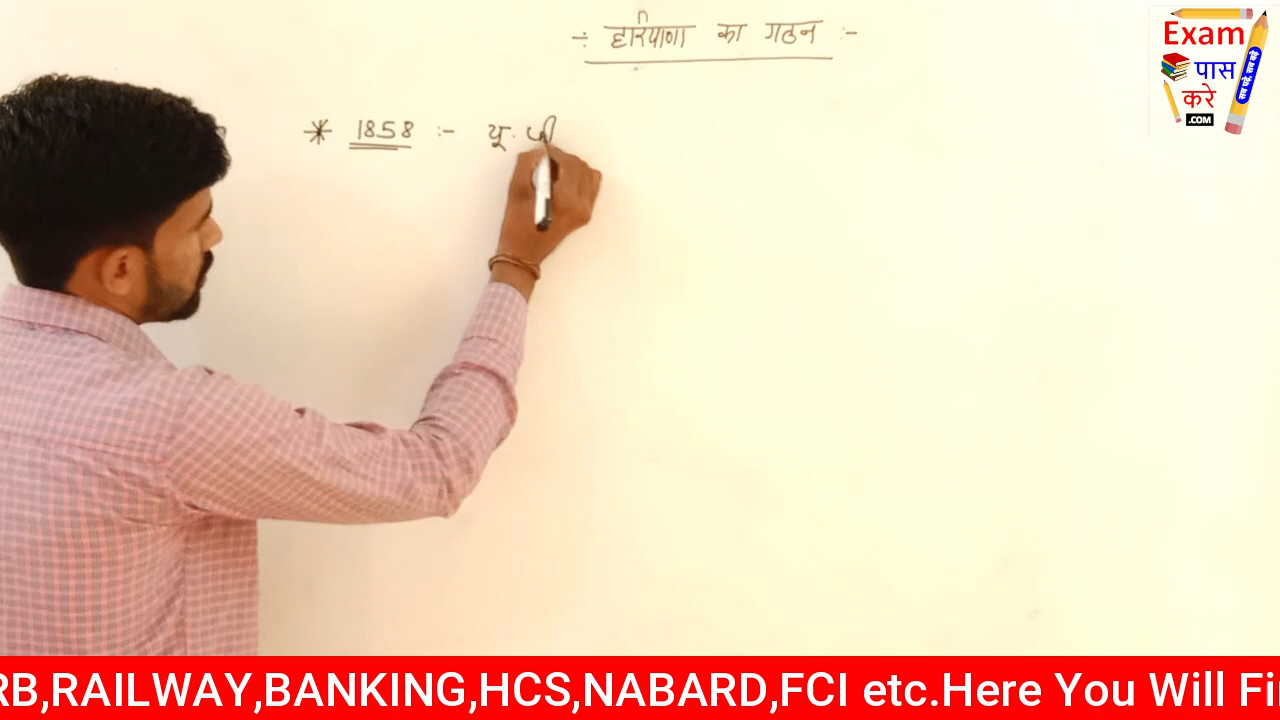 -: हरियाणा का गठन :-
* 1858 :- यू. पी
Exam
पास
करे
.COM
RB,RAILWAY,BANKING,HCS,NABARD,FCI etc.Here You Will Fi